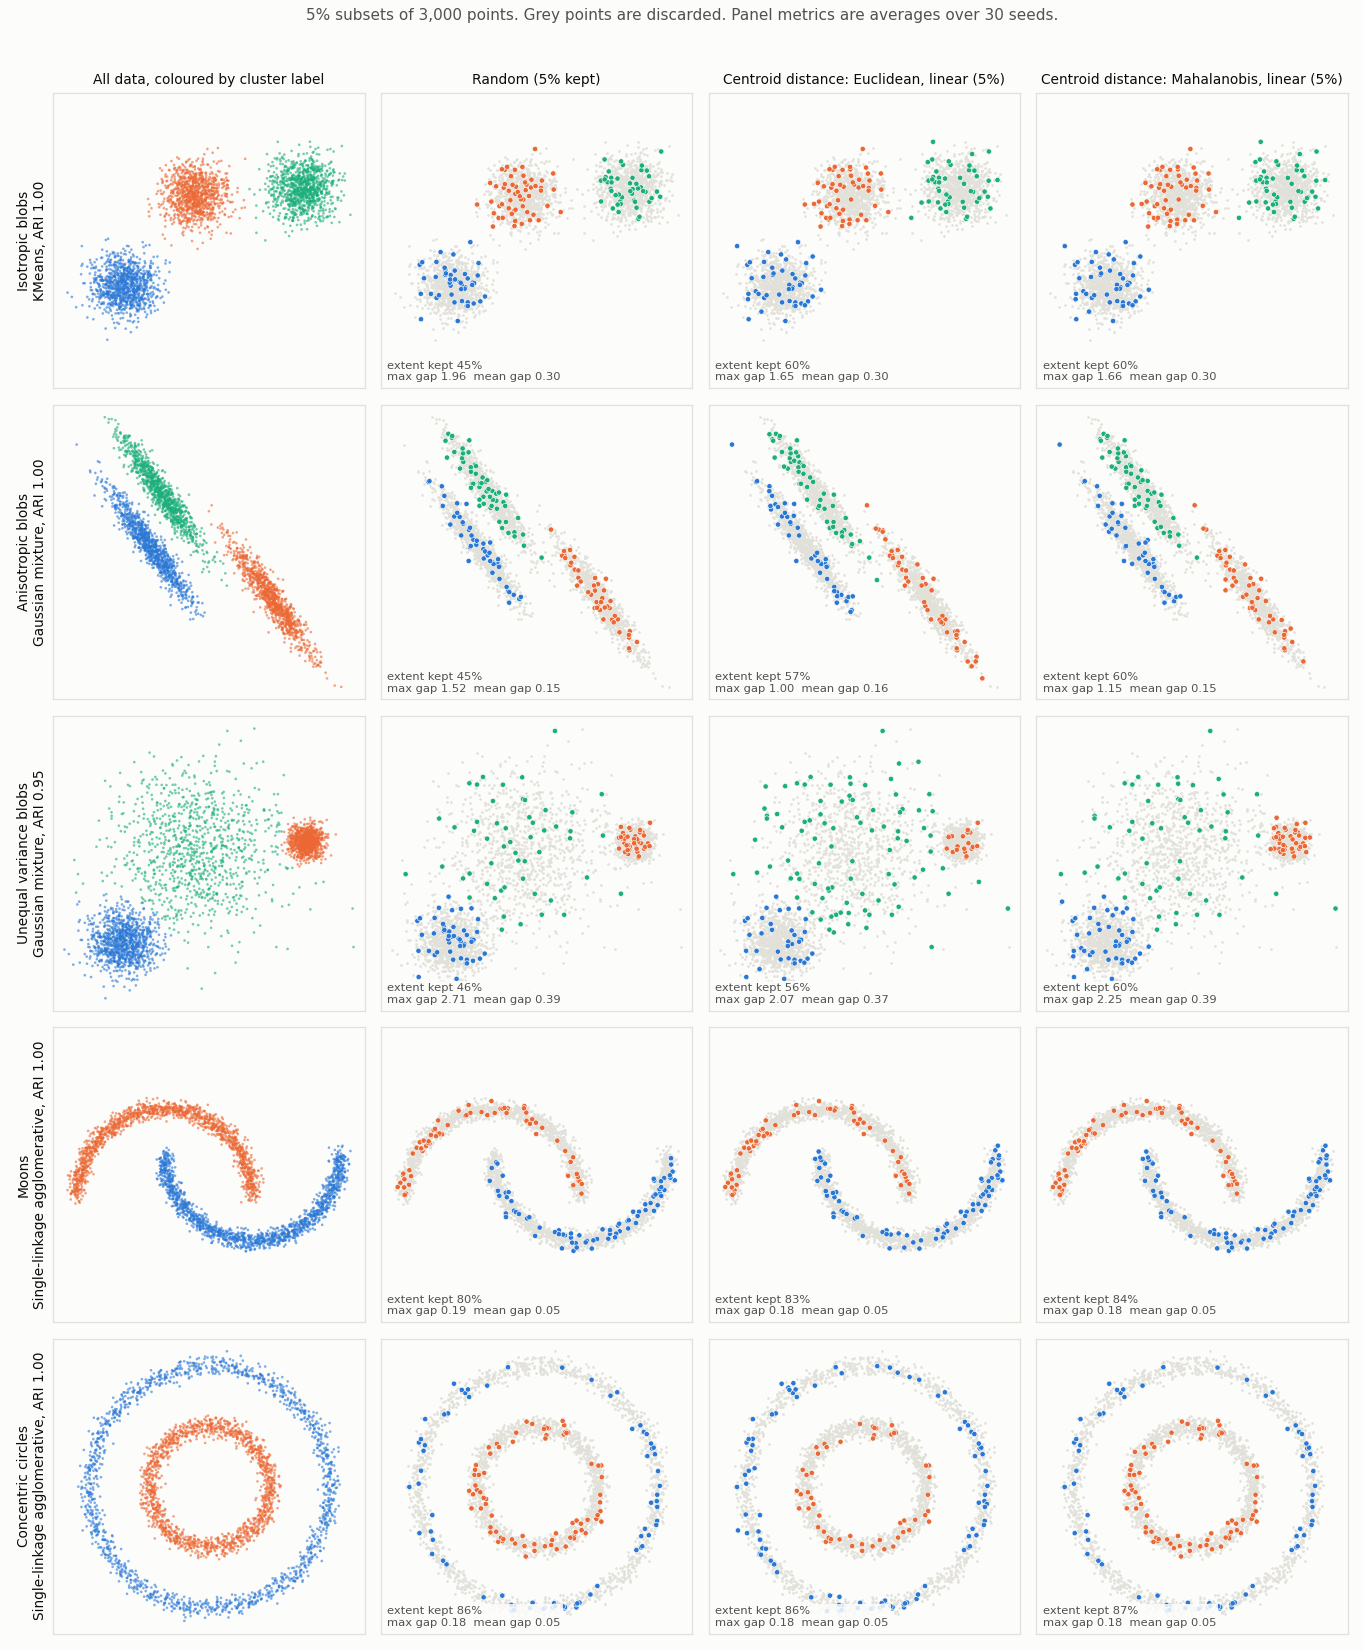 5% subsets of 3,000 points. Grey points are discarded. Panel metrics are averages over 30 seeds.
All data, coloured by cluster label
Random (5% kept)
Centroid distance: Euclidean, linear (5%)
Centroid distance: Mahalanobis, linear (5%)
Isotropic blobs
KMeans, ARI 1.00
extent kept 45%
max gap 1.96 mean gap 0.30
extent kept 60%
max gap 1.65 mean gap 0.30
extent kept 60%
max gap 1.66 mean gap 0.30
Anisotropic blobs
Gaussian mixture, ARI 1.00
extent kept 45%
max gap 1.52 mean gap 0.15
extent kept 57%
max gap 1.00 mean gap 0.16
extent kept 60%
max gap 1.15 mean gap 0.15
Unequal variance blobs
Gaussian mixture, ARI 0.95
extent kept 46%
max gap 2.71 mean gap 0.39
extent kept 56%
max gap 2.07 mean gap 0.37
extent kept 60%
max gap 2.25 mean gap 0.39
Moons
Single-linkage agglomerative, ARI 1.00
extent kept 80%
max gap 0.19 mean gap 0.05
extent kept 83%
max gap 0.18 mean gap 0.05
extent kept 84%
max gap 0.18 mean gap 0.05
Concentric circles
Single-linkage agglomerative, ARI 1.00
extent kept 86%
max gap 0.18 mean gap 0.05
extent kept 86%
max gap 0.18 mean gap 0.05
extent kept 87%
max gap 0.18 mean gap 0.05